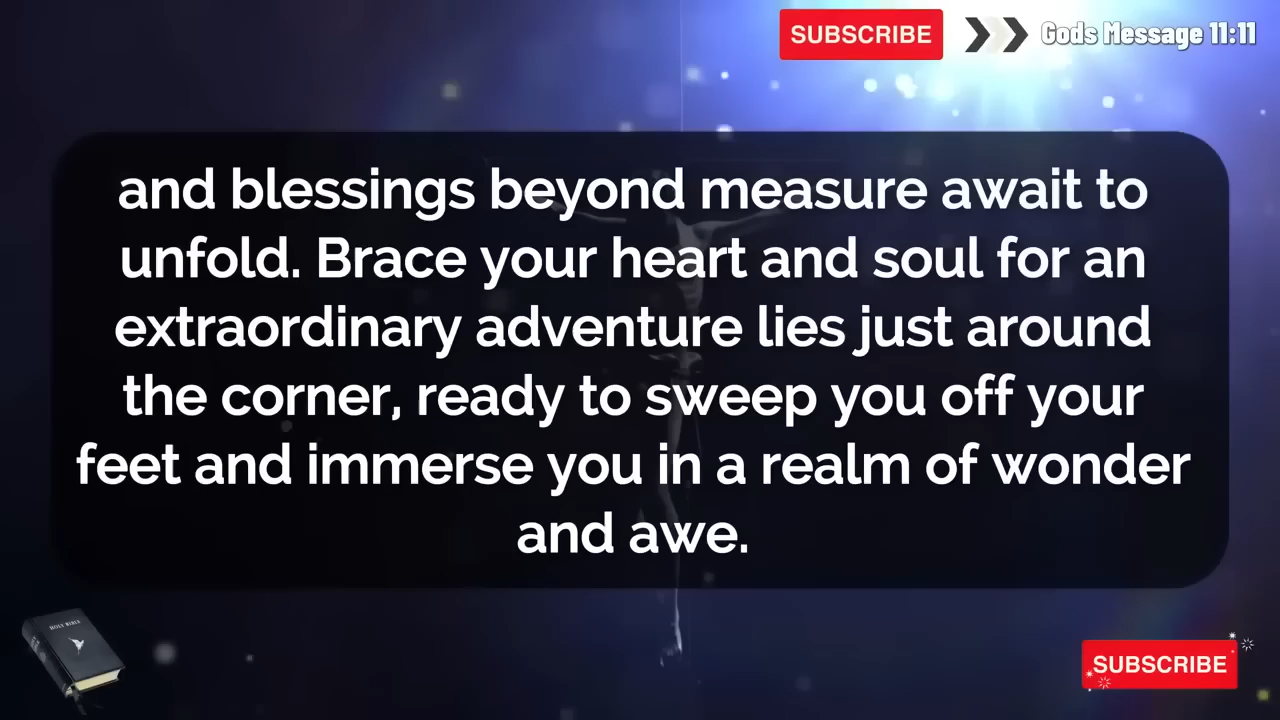 SUBSCRIBE Gods Message 11:11
and blessings beyond measure await to
unfold. Brace your heart and soul for an
extraordinary adventure lies just around
the corner, ready to sweep you off your
feet and immerse you in a realm of wonder
and awe.
HOLY BIBLE
SUBSCRIBE